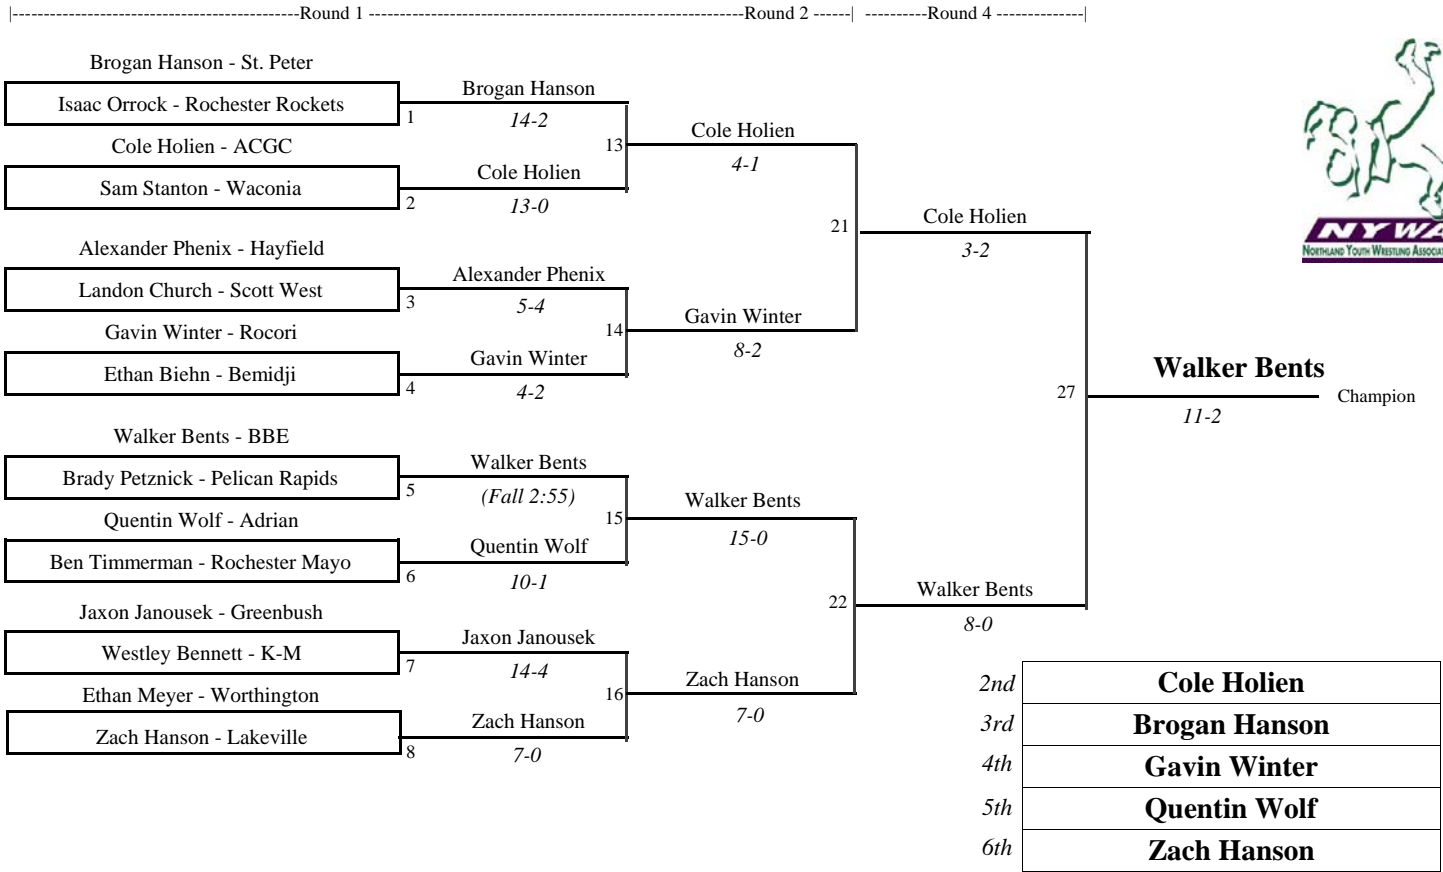 |----------------------------------------------Round 1 ------------------------------------------------------------Round 2 ------|  ----------Round 4 --------------|
Brogan Hanson - St. Peter
Isaac Orrock - Rochester Rockets
1
Brogan Hanson
14-2
Cole Holien - ACGC
Sam Stanton - Waconia
2
Cole Holien
13-0
13
Cole Holien
4-1
Alexander Phenix - Hayfield
Landon Church - Scott West
3
Alexander Phenix
5-4
Gavin Winter - Rocori
Ethan Biehn - Bemidji
4
Gavin Winter
4-2
14
Gavin Winter
8-2
21
Cole Holien
3-2
Walker Bents - BBE
Brady Petznick - Pelican Rapids
5
Walker Bents
(Fall 2:55)
Quentin Wolf - Adrian
Ben Timmerman - Rochester Mayo
6
Quentin Wolf
10-1
15
Walker Bents
15-0
Jaxon Janousek - Greenbush
Westley Bennett - K-M
7
Jaxon Janousek
14-4
Ethan Meyer - Worthington
Zach Hanson - Lakeville
8
Zach Hanson
7-0
16
Zach Hanson
7-0
22
Walker Bents
8-0
27
Walker Bents
11-2
Champion
NYWA
NORTHLAND YOUTH WRESTLING
2nd Cole Holien
3rd Brogan Hanson
4th Gavin Winter
5th Quentin Wolf
6th Zach Hanson